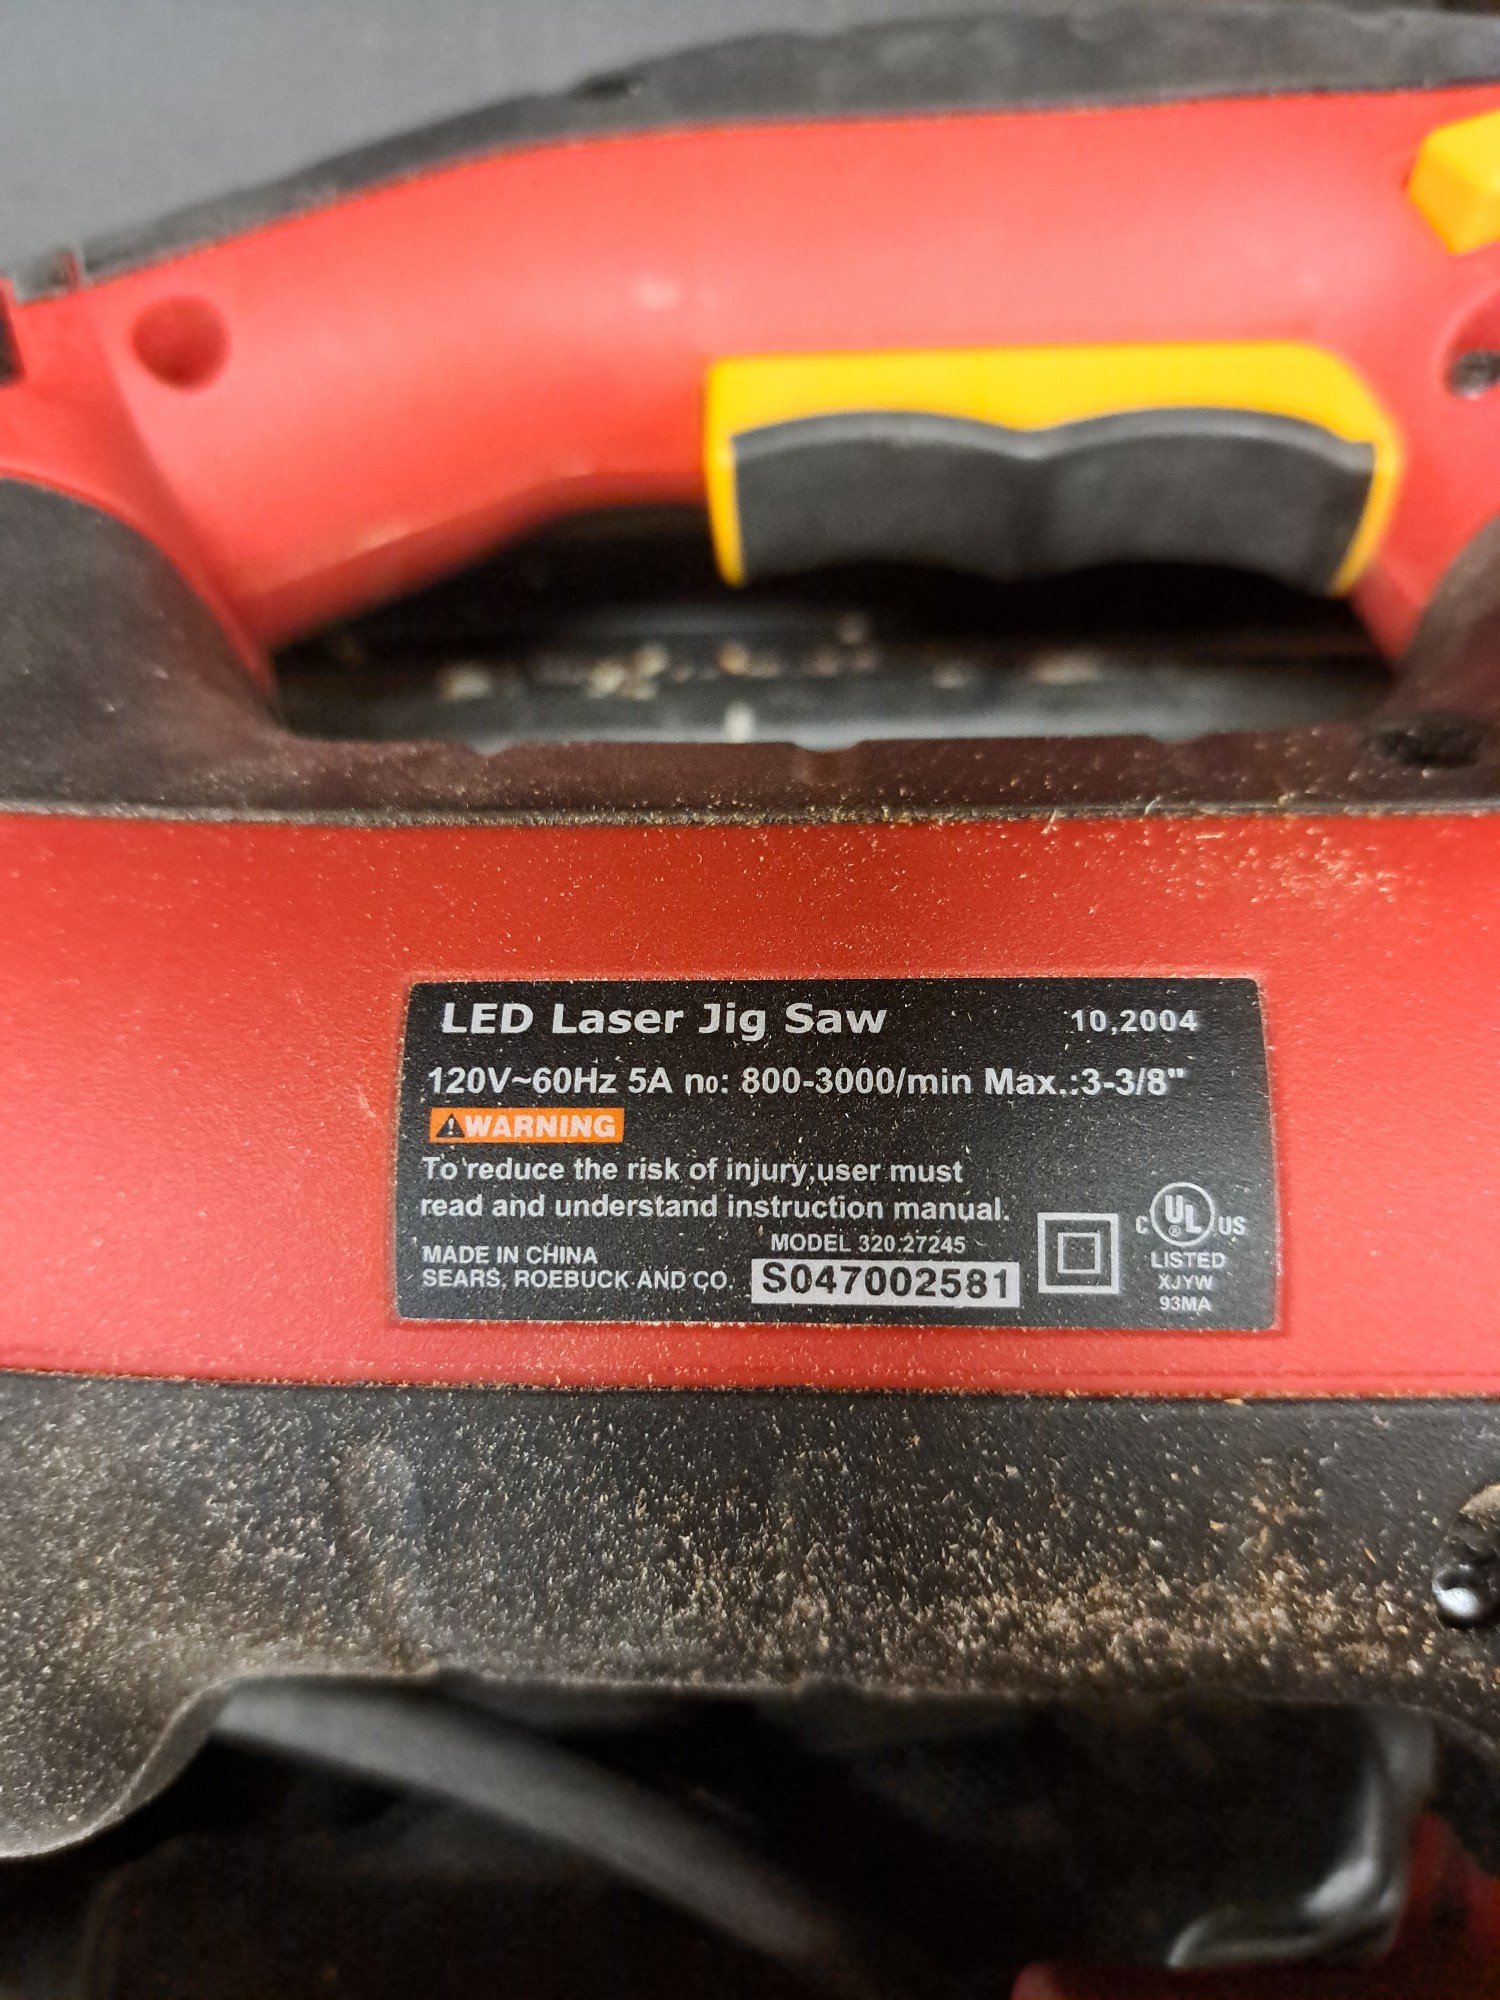 LED Laser Jig Saw 10,2004
120V~60Hz 5A n0: 800-3000/min Max.:3-3/8"
⚠WARNING
To reduce the risk of injury,user must
read and understand instruction manual.
MADE IN CHINA
SEARS, ROEBUCK AND CO.
MODEL 320.27245
S047002581
C UL ® US
LISTED
XJYW
93MA